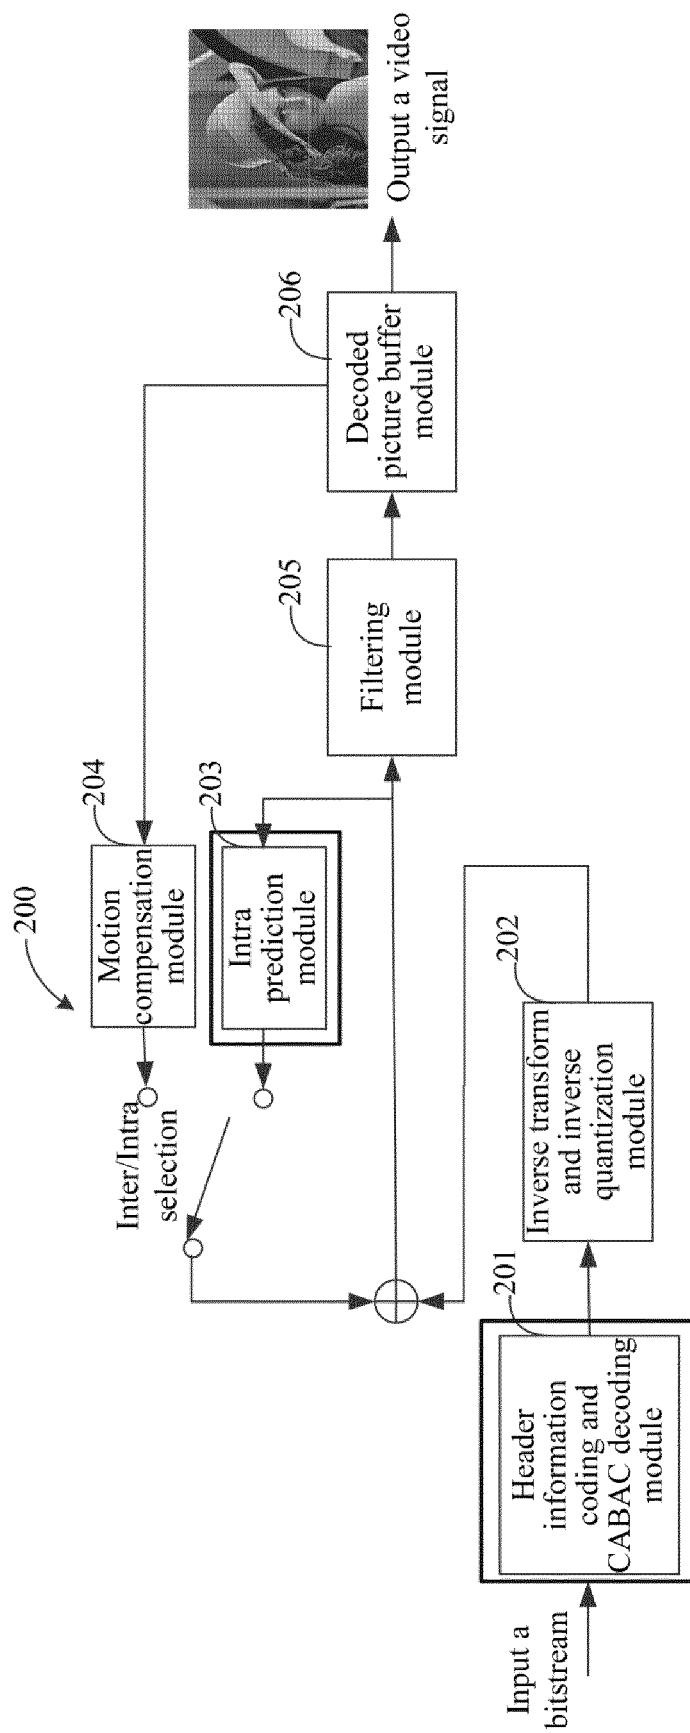 200
Inter/Intra
selection
Motion
compensation
module
204
Intra
prediction
module
203
Input a
bitstream
Header
information
coding and
CABAC decoding
module
201
Inverse transform
and inverse
quantization
module
202
Filtering
module
205
Decoded
picture buffer
module
206
Output a video
signal